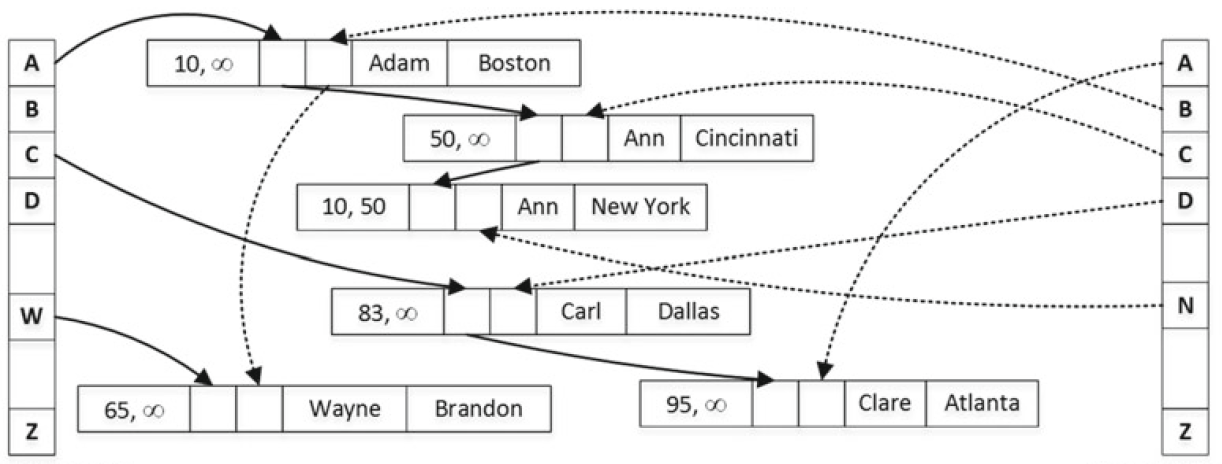 A
B
C
D
W
Z
10, ∞ Adam Boston
50, ∞ Ann Cincinnati
10, 50 Ann New York
83, ∞ Carl Dallas
65, ∞ Wayne Brandon
95, ∞ Clare Atlanta
A
B
C
D
N
Z